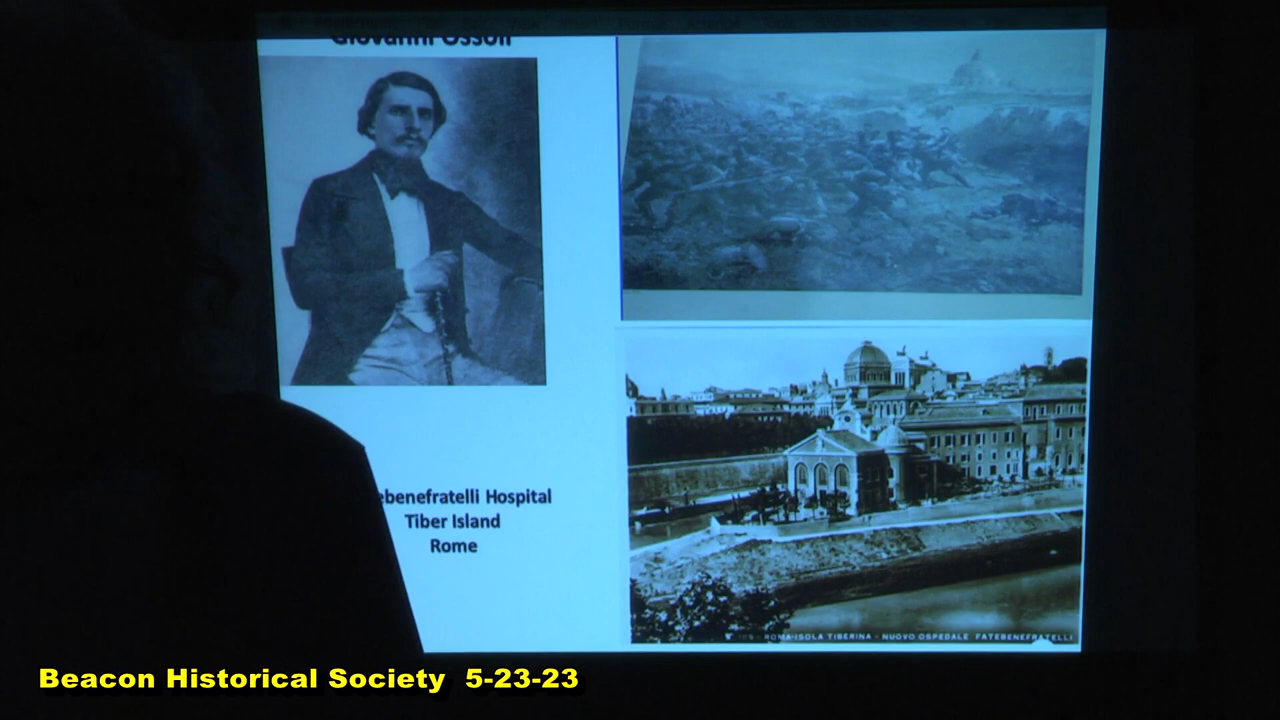 Giovanni Ossoli
ebenefratelli Hospital
Tiber Island
Rome
ROMA-ISOLA TIBERINA - NUOVO OSPEDALE FATEBENEFRATELLI
Beacon Historical Society 5-23-23